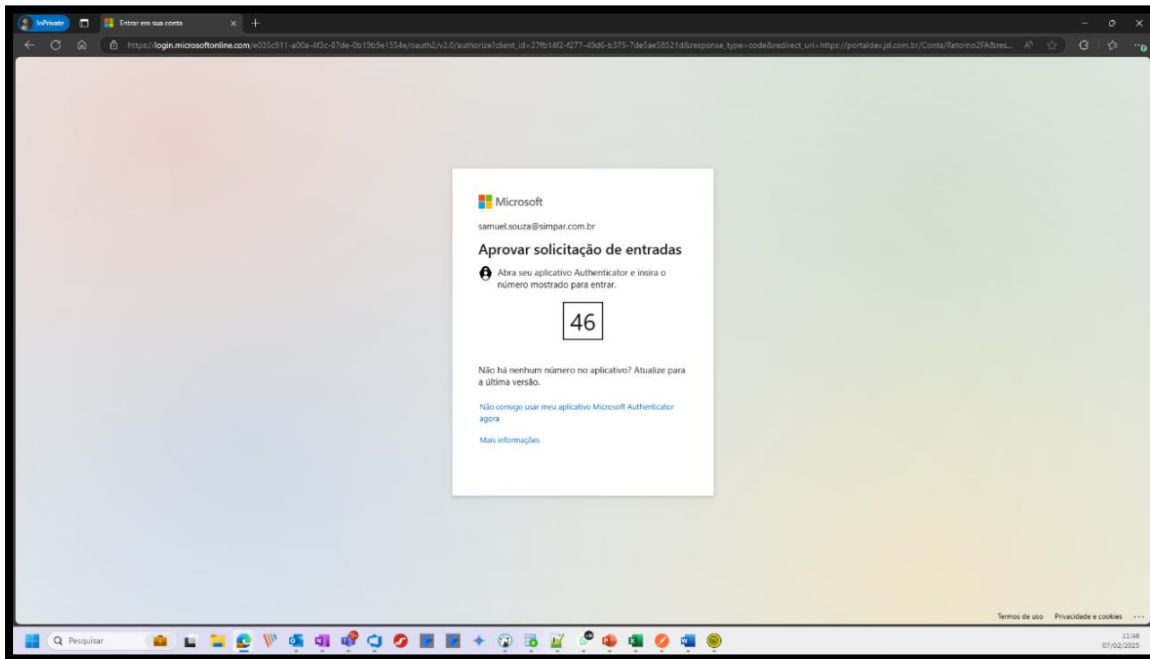 InPrivate
Entrar em sua conta
https://login.microsoftonline.com/e035c911-a00a-4f3c-87de-0b19b9e1554e/oauth2/v2.0/authorize?client_id=37fb14f2-f277-49d6-b375-7de5ae58521d&response_type=code&redirect_uri=https://portaldev.jsl.com.br/Conta/Retorno2FA&res...
Microsoft
samuel.souza@simpar.com.br
Aprovar solicitação de entradas
Abra seu aplicativo Authenticator e insira o
número mostrado para entrar.
46
Não há nenhum número no aplicativo? Atualize para
a última versão.
Não consigo usar meu aplicativo Microsoft Authenticator
agora
Mais informações
Termos de uso Privacidade e cookies ...
Pesquisar
11:48
07/02/2025